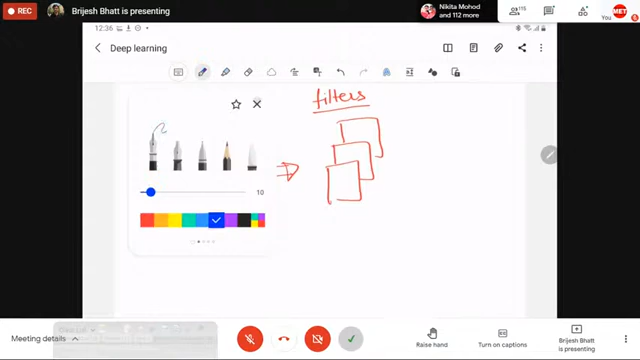 REC
Brijesh Bhatt is presenting
Nikita Mohod
and 112 more
115
MET
You
12:36
Deep learning
filters
10
Meeting details
Raise hand
Turn on captions
Brijesh Bhatt
is presenting